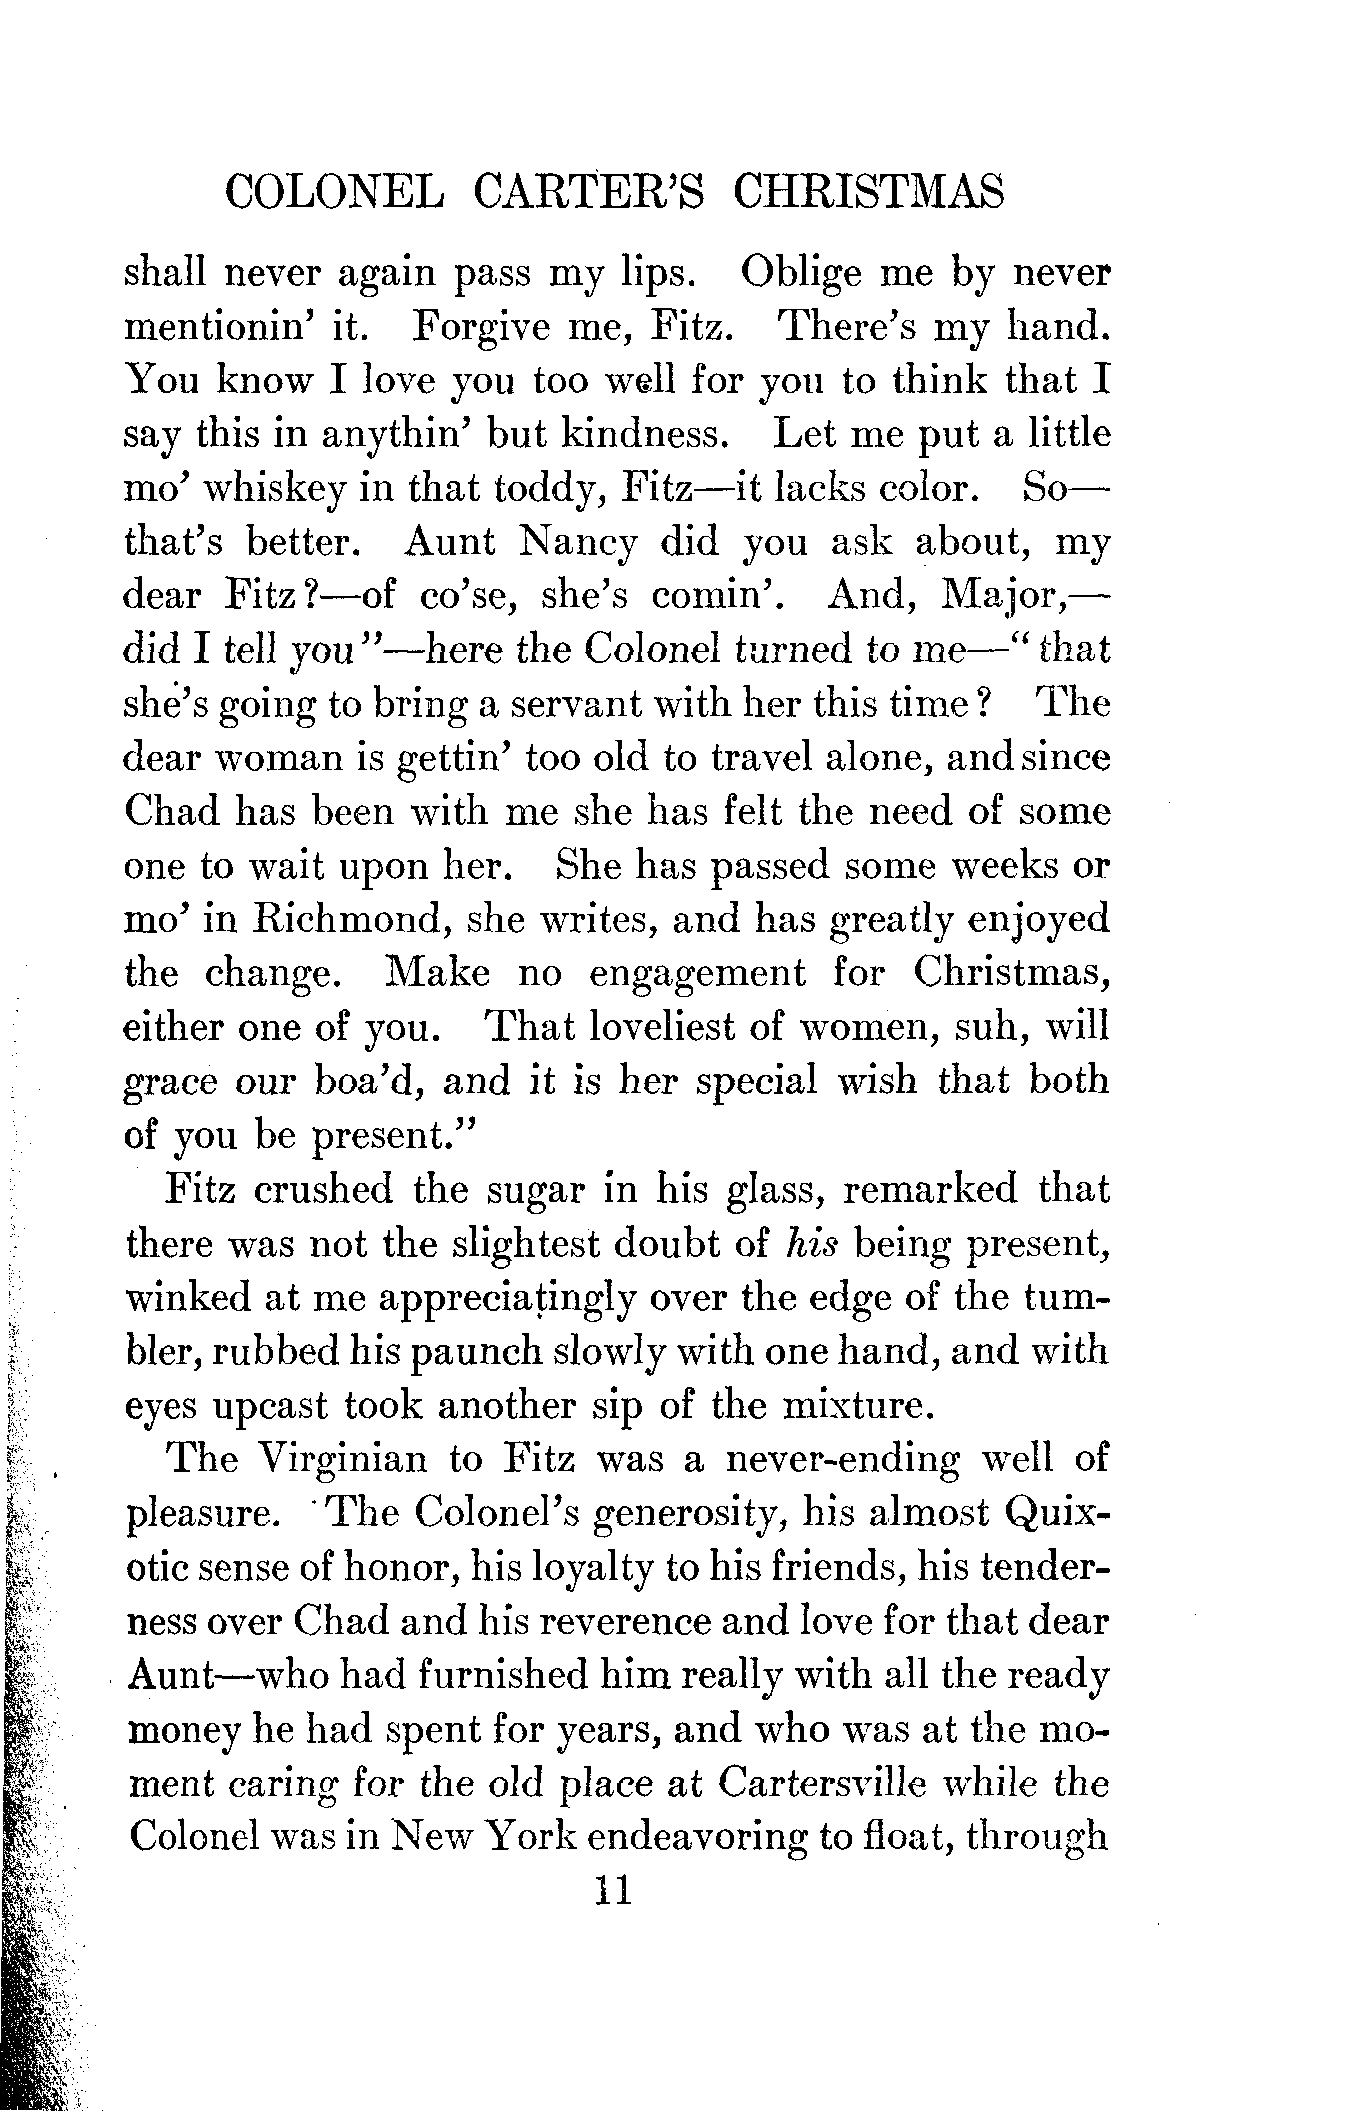 COLONEL CARTER'S CHRISTMAS
shall never again pass my lips. Oblige me by never
mentionin' it. Forgive me, Fitz. There's my hand.
You know I love you too well for you to think that I
say this in anythin' but kindness. Let me put a little
mo' whiskey in that toddy, Fitz—it lacks color. So—
that's better. Aunt Nancy did you ask about, my
dear Fitz?—of co'se, she's comin'. And, Major,—
did I tell you"—here the Colonel turned to me—"that
she's going to bring a servant with her this time? The
dear woman is gettin' too old to travel alone, and since
Chad has been with me she has felt the need of some
one to wait upon her. She has passed some weeks or
mo' in Richmond, she writes, and has greatly enjoyed
the change. Make no engagement for Christmas,
either one of you. That loveliest of women, suh, will
grace our boa'd, and it is her special wish that both
of you be present."
Fitz crushed the sugar in his glass, remarked that
there was not the slightest doubt of his being present,
winked at me appreciatingly over the edge of the tum-
bler, rubbed his paunch slowly with one hand, and with
eyes upcast took another sip of the mixture.
The Virginian to Fitz was a never-ending well of
pleasure. The Colonel's generosity, his almost Quix-
otic sense of honor, his loyalty to his friends, his tender-
ness over Chad and his reverence and love for that dear
Aunt—who had furnished him really with all the ready
money he had spent for years, and who was at the mo-
ment caring for the old place at Cartersville while the
Colonel was in New York endeavoring to float, through
11